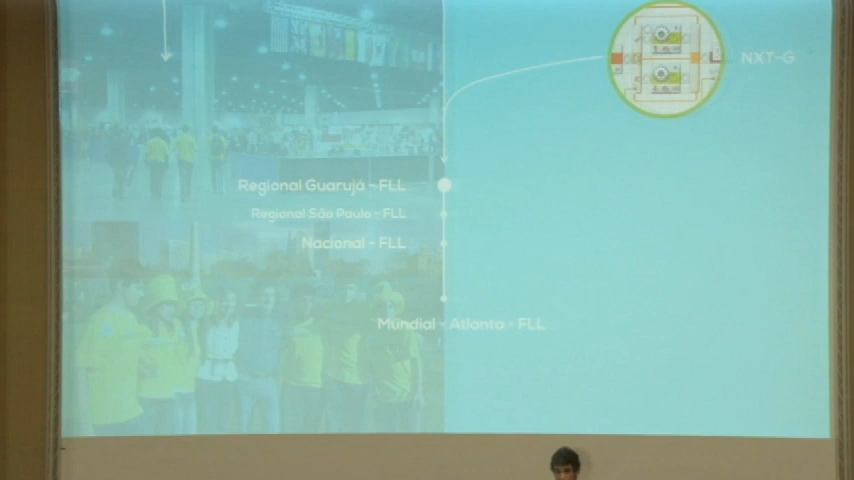 NXT-G
Regional Guarujá - FLL
Regional São Paulo - FLL
Nacional - FLL
Mundial - Atlanta - FLL